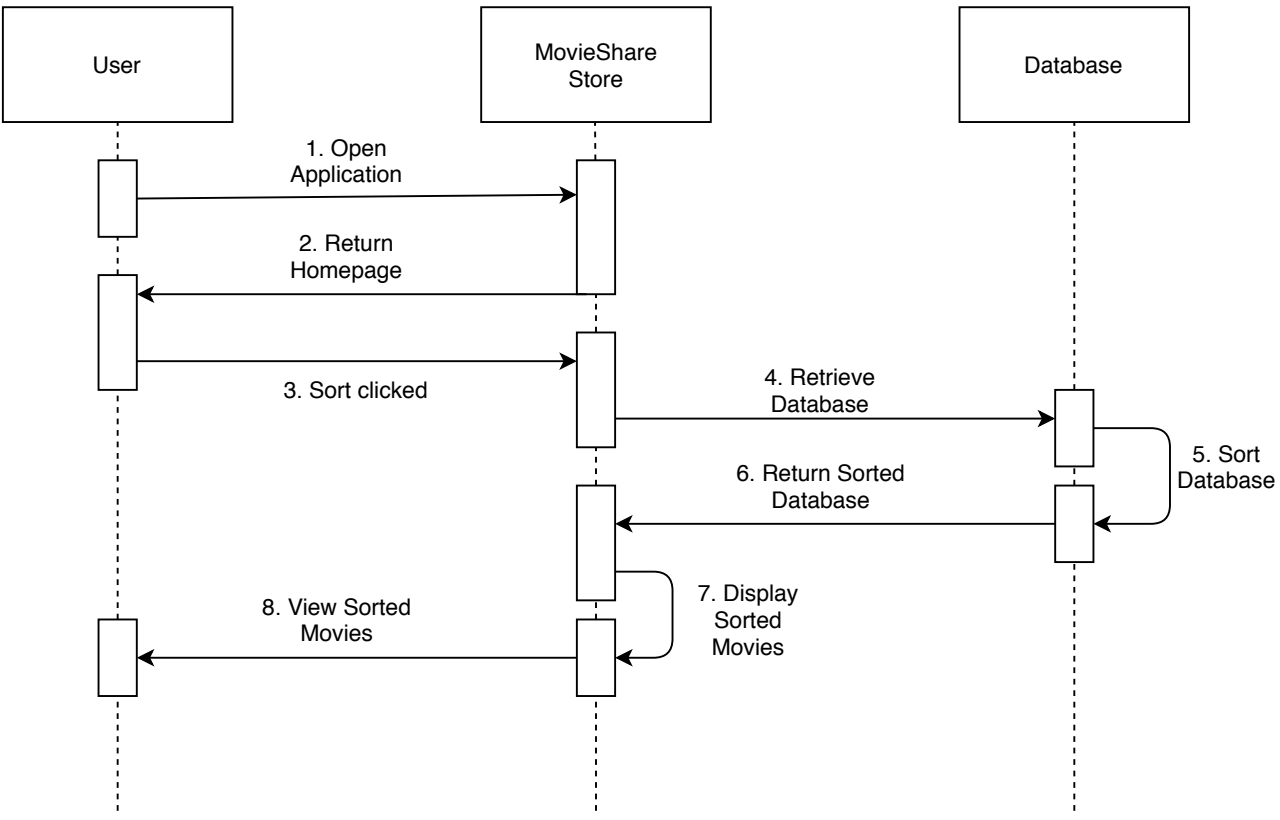 User
MovieShare
Store
Database
1. Open
Application
2. Return
Homepage
3. Sort clicked
4. Retrieve
Database
5. Sort
Database
6. Return Sorted
Database
7. Display
Sorted
Movies
8. View Sorted
Movies